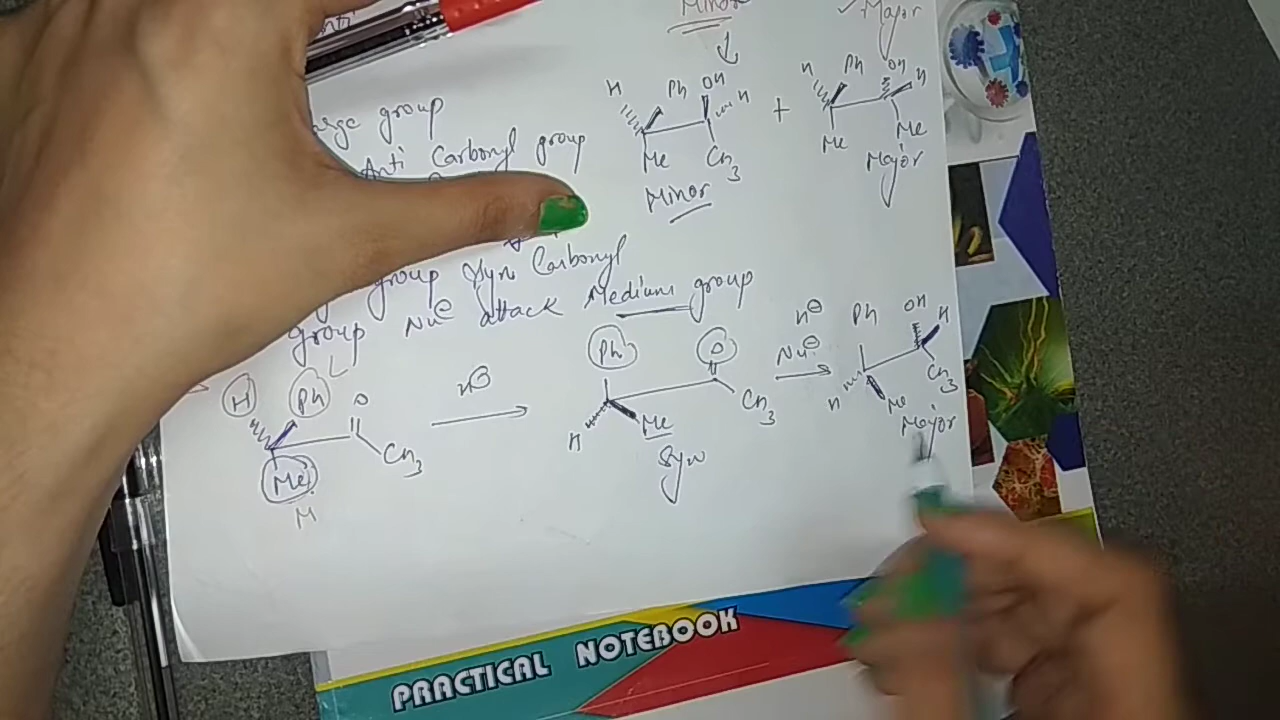 Minor
Major
H Ph OH H + H Ph OH H
Me CH3 Me Me
Minor Major
group
Anti Carbonyl group
group Syn Carbonyl
group Nu⊖ attack Medium group
H Ph L O CH3 Me M
H⊖
Ph O H Me CH3
Syn
H⊖
Nu⊖
Ph OH H H Me CH3
Major
PRACTICAL NOTEBOOK